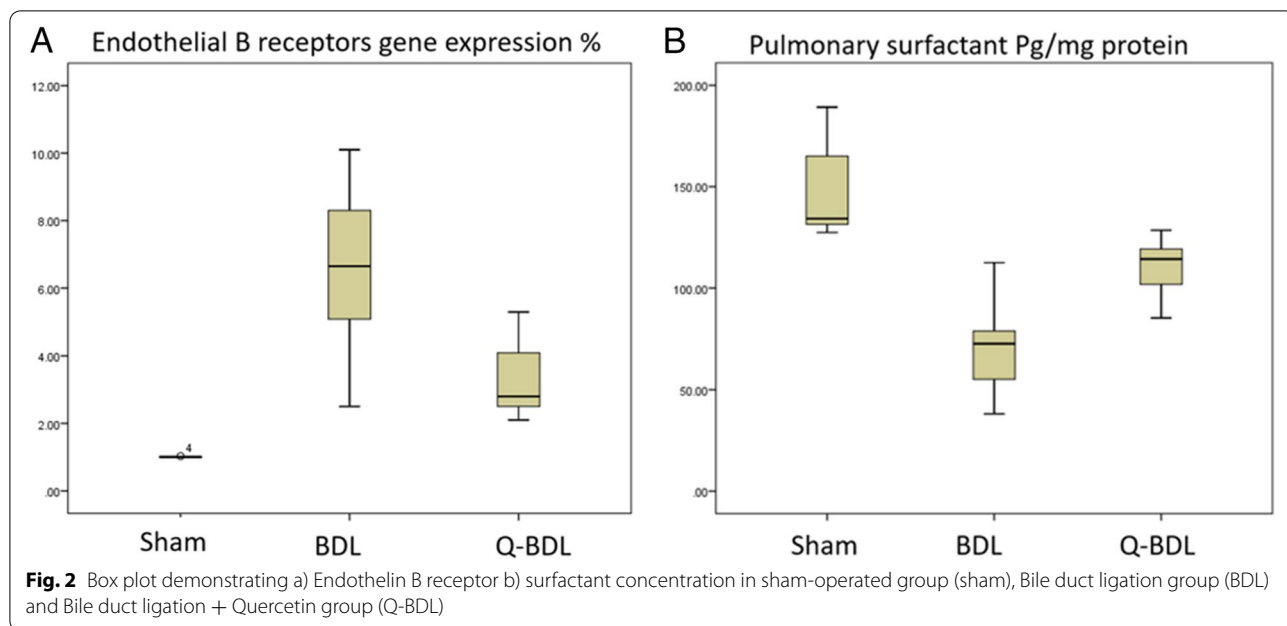 A
Endothelial B receptors gene expression %
12.00
10.00
8.00
6.00
4.00
2.00
.00
4
Sham
BDL
Q-BDL
B
Pulmonary surfactant Pg/mg protein
200.00
150.00
100.00
50.00
.00
Sham
BDL
Q-BDL
Fig. 2 Box plot demonstrating a) Endothelin B receptor b) surfactant concentration in sham-operated group (sham), Bile duct ligation group (BDL)
and Bile duct ligation + Quercetin group (Q-BDL)